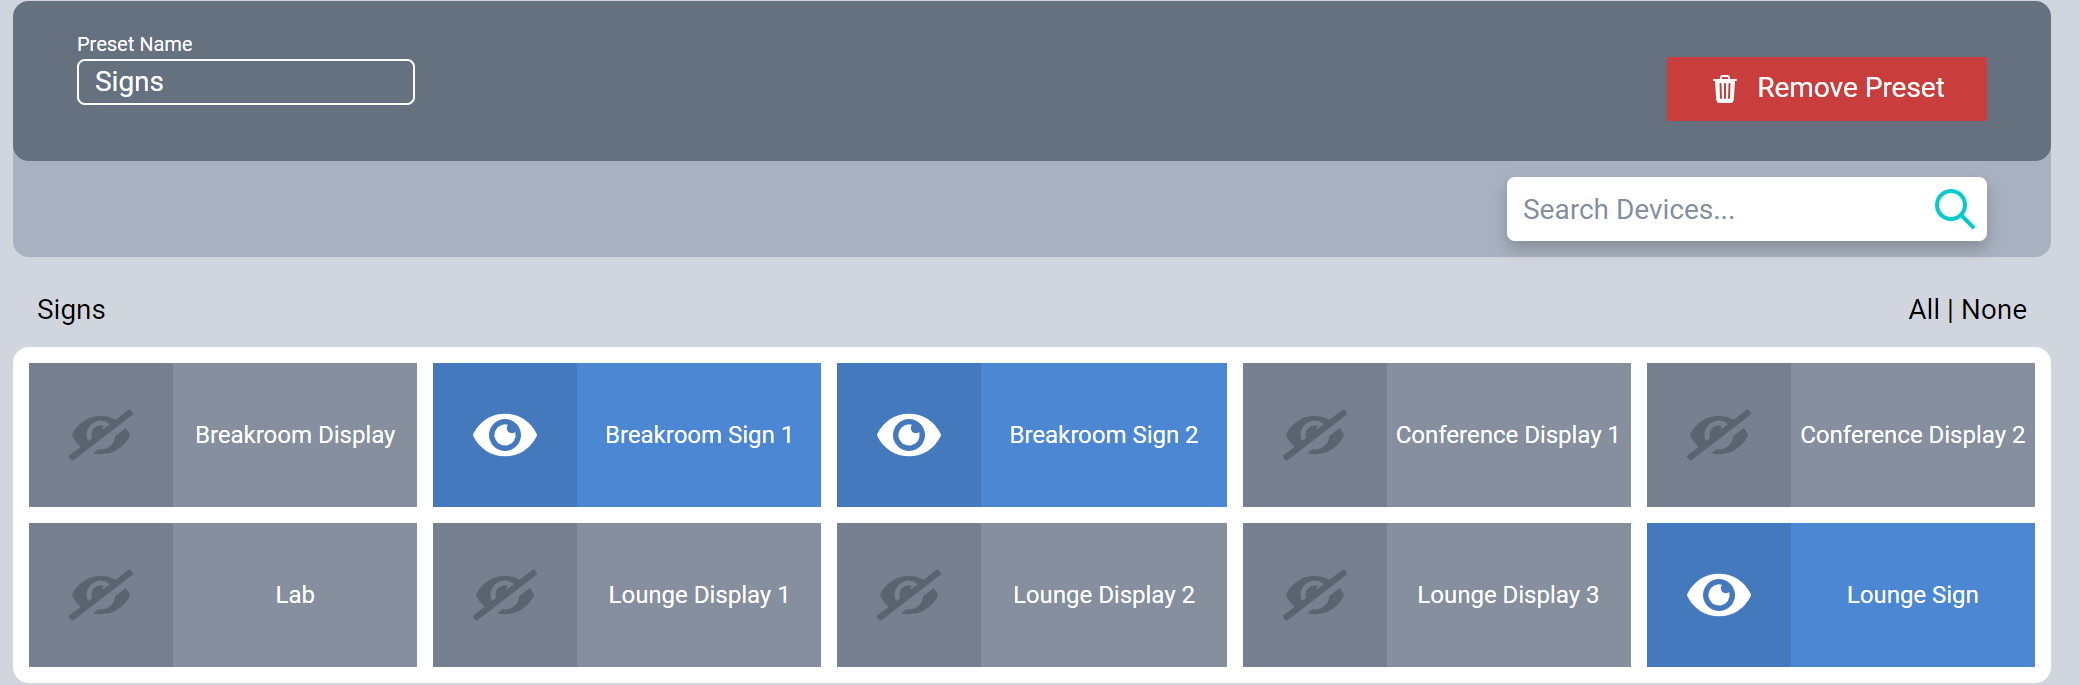 Preset Name
Signs
Remove Preset
Search Devices...
Signs
All | None
Breakroom Display
Breakroom Sign 1
Breakroom Sign 2
Conference Display 1
Conference Display 2
Lab
Lounge Display 1
Lounge Display 2
Lounge Display 3
Lounge Sign